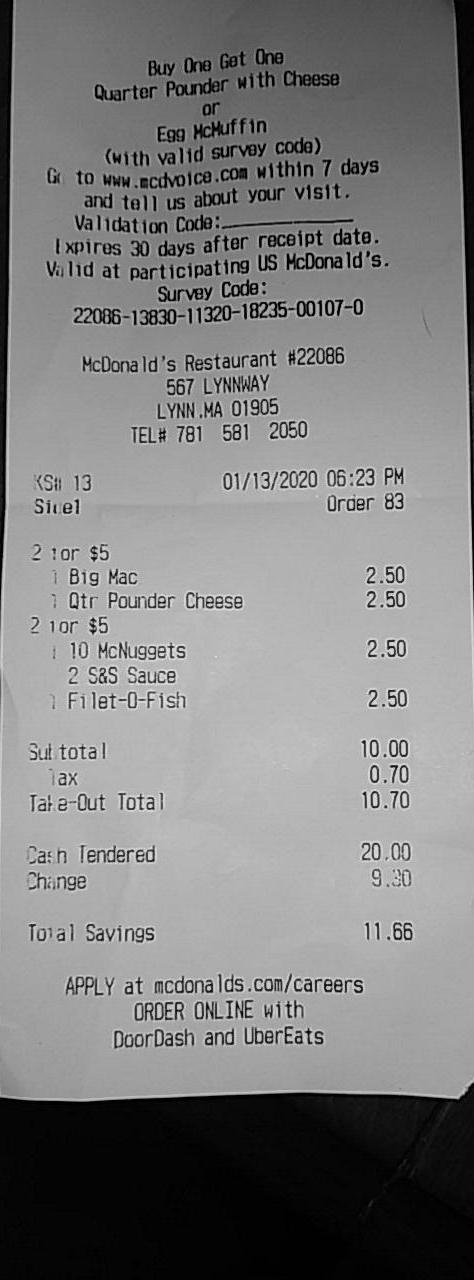 Buy One Get One
Quarter Pounder with Cheese
or
Egg McMuffin
(with valid survey code)
Go to www.mcdvoice.com within 7 days
and tell us about your visit.
Validation Code:
Expires 30 days after receipt date.
Valid at participating US McDonald's.
Survey Code:
22086-13830-11320-18235-00107-0
McDonald's Restaurant #22086
567 LYNNWAY
LYNN,MA 01905
TEL# 781 581 2050
KS# 13 01/13/2020 06:23 PM
Side1 Order 83
2 for $5
1 Big Mac 2.50
1 Qtr Pounder Cheese 2.50
2 for $5
1 10 McNuggets 2.50
2 S&S Sauce
1 Filet-O-Fish 2.50
Subtotal 10.00
Tax 0.70
Take-Out Total 10.70
Cash Tendered 20.00
Change 9.30
Total Savings 11.66
APPLY at mcdonalds.com/careers
ORDER ONLINE with
DoorDash and UberEats